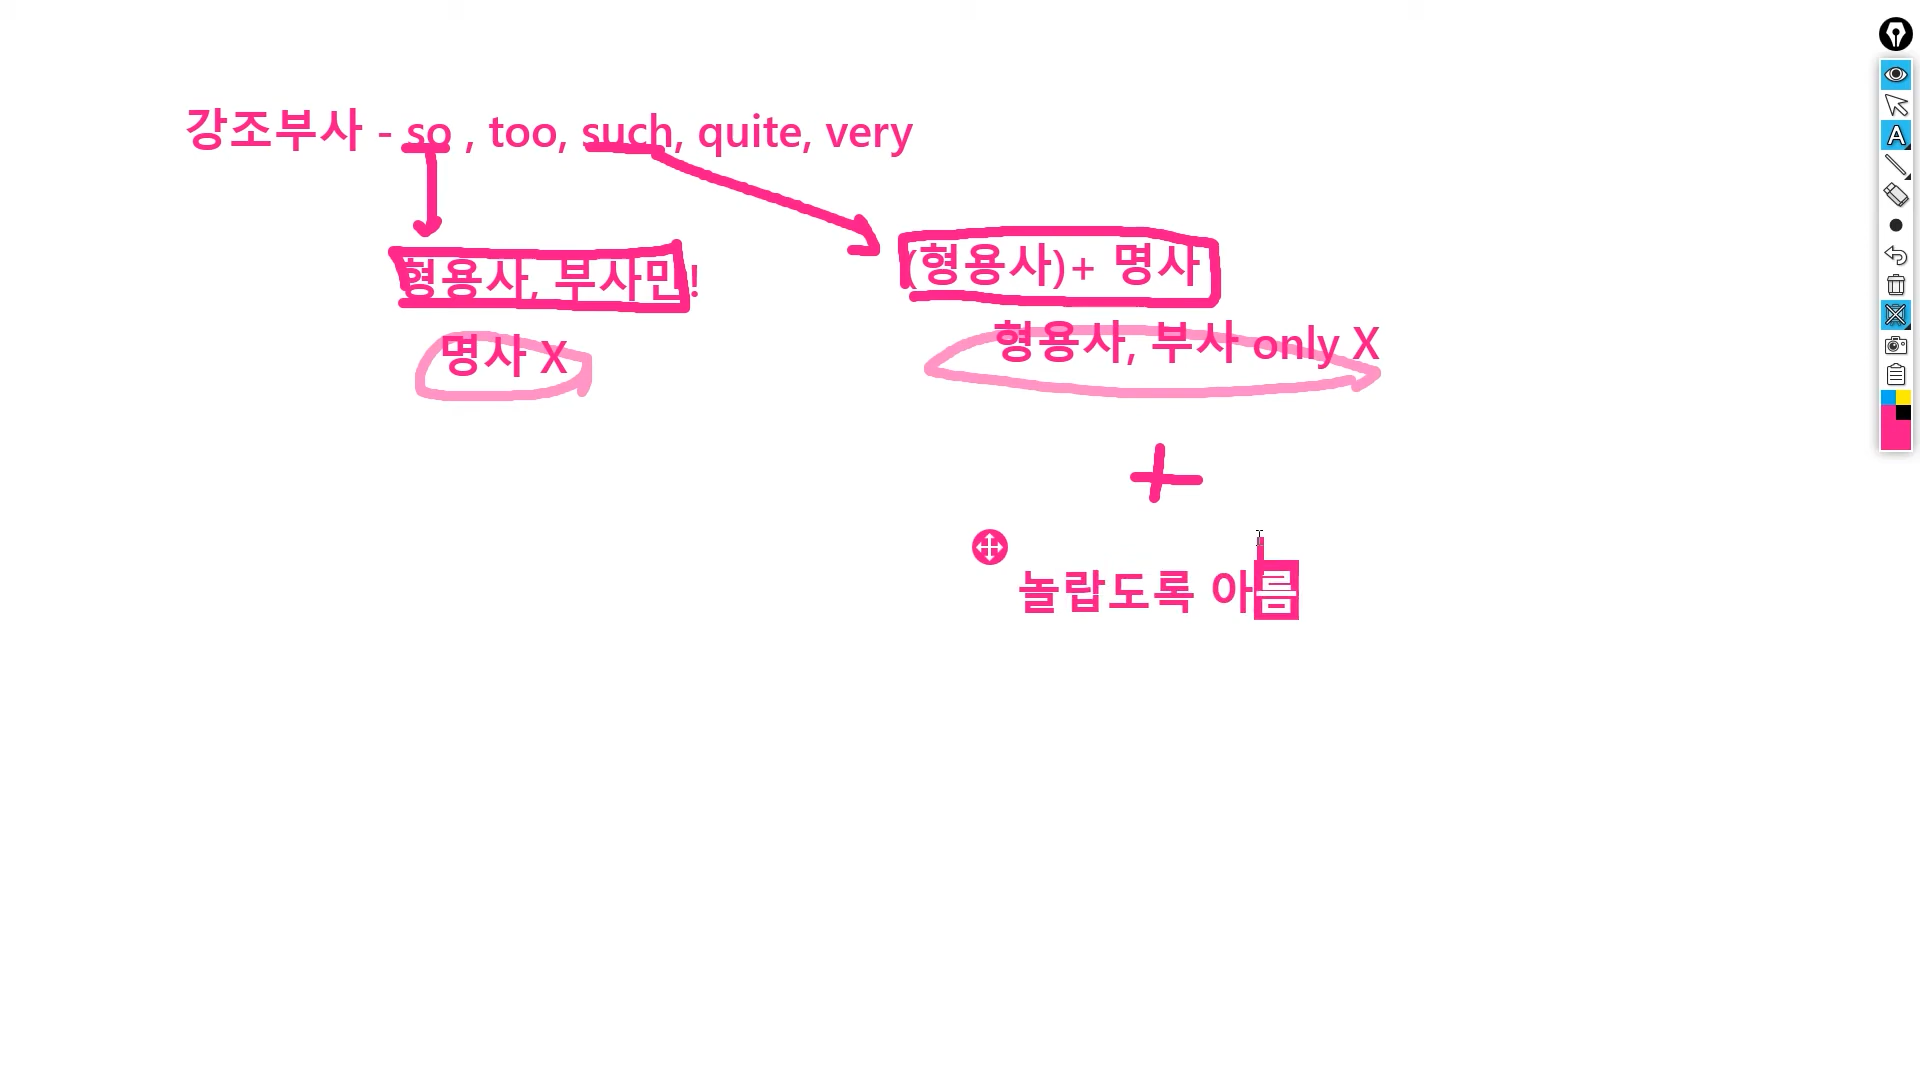 강조부사 - so , too, such, quite, very
형용사, 부사만!
(형용사)+ 명사
명사 X
형용사, 부사 only X
+
놀랍도록 아름